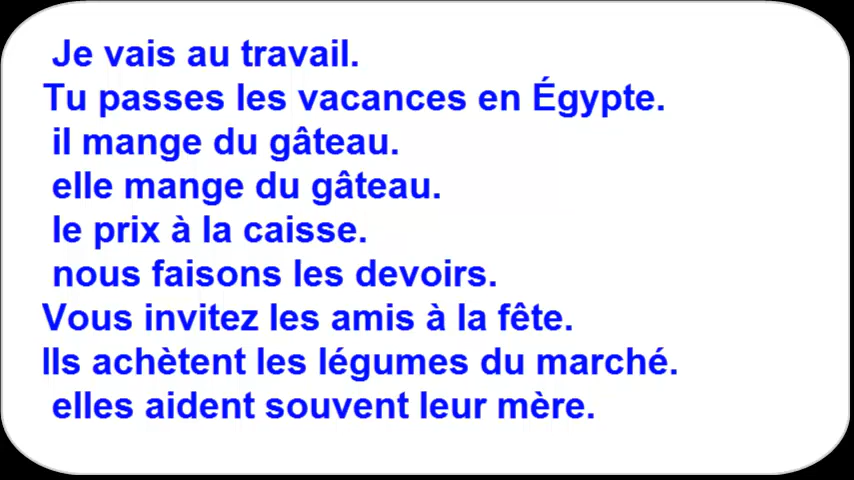 Je vais au travail.
Tu passes les vacances en Égypte.
il mange du gâteau.
elle mange du gâteau.
le prix à la caisse.
nous faisons les devoirs.
Vous invitez les amis à la fête.
Ils achètent les légumes du marché.
elles aident souvent leur mère.